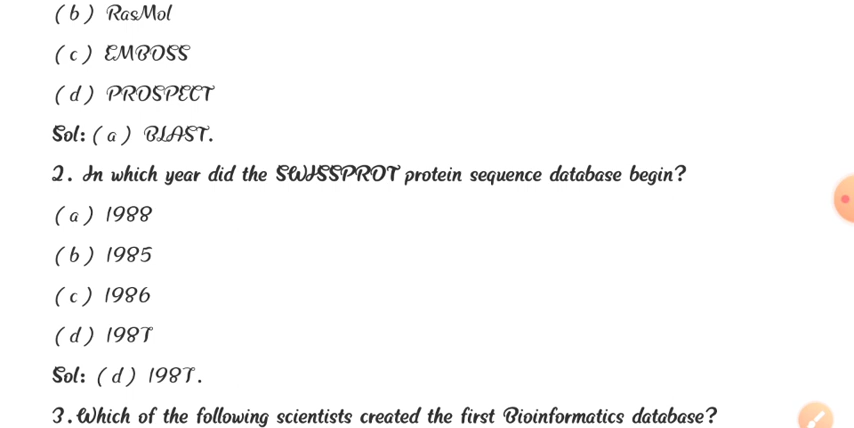 (b) RasMol
(c) EMBOSS
(d) PROSPECT
Sol: (a) BLAST.
2. In which year did the SWISSPROT protein sequence database begin?
(a) 1988
(b) 1985
(c) 1986
(d) 1987
Sol: (d) 1987.
3. Which of the following scientists created the first Bioinformatics database?